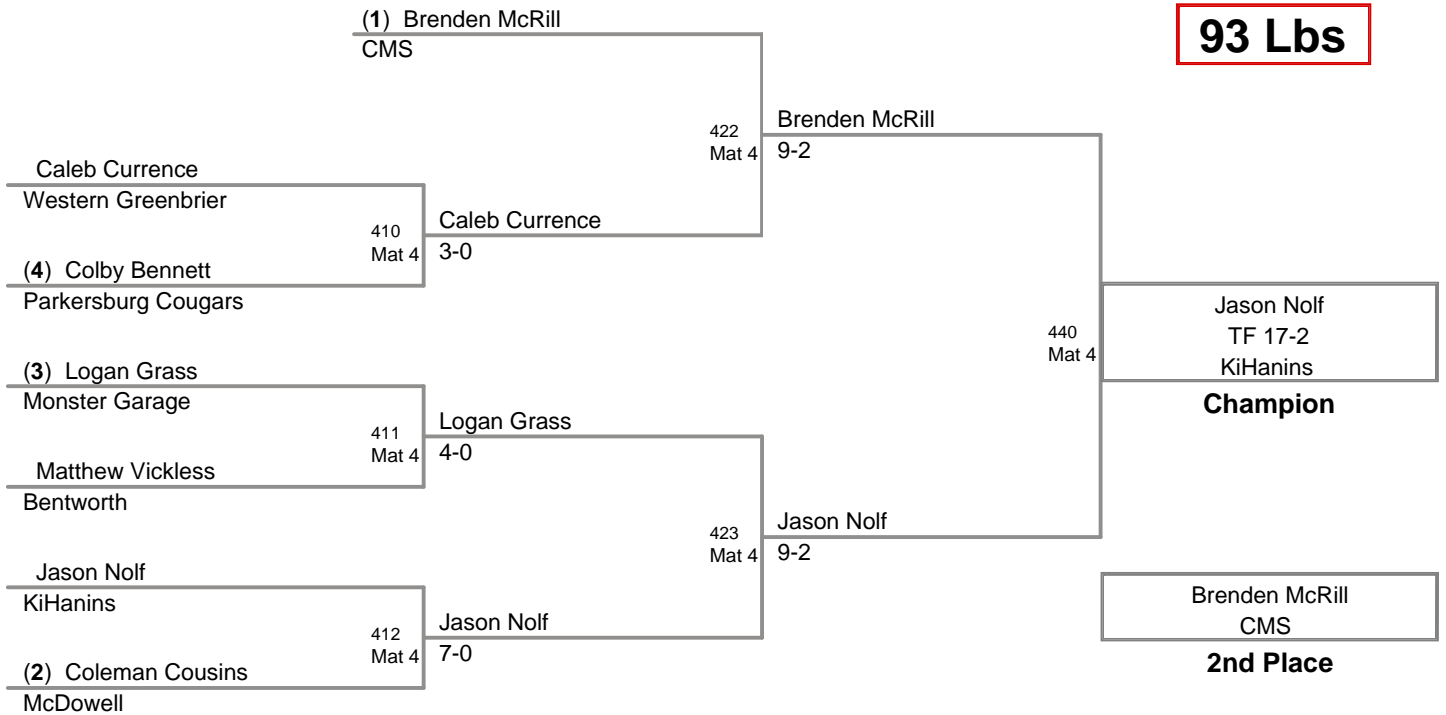 (1) Brenden McRill
CMS
93 Lbs
422
Mat 4
Brenden McRill
9-2
Caleb Currence
Western Greenbrier
410
Mat 4
Caleb Currence
3-0
(4) Colby Bennett
Parkersburg Cougars
440
Mat 4
Jason Nolf
TF 17-2
KiHanins
Champion
(3) Logan Grass
Monster Garage
411
Mat 4
Logan Grass
4-0
Matthew Vickless
Bentworth
423
Mat 4
Jason Nolf
9-2
Jason Nolf
KiHanins
412
Mat 4
Jason Nolf
7-0
(2) Coleman Cousins
McDowell
Brenden McRill
CMS
2nd Place